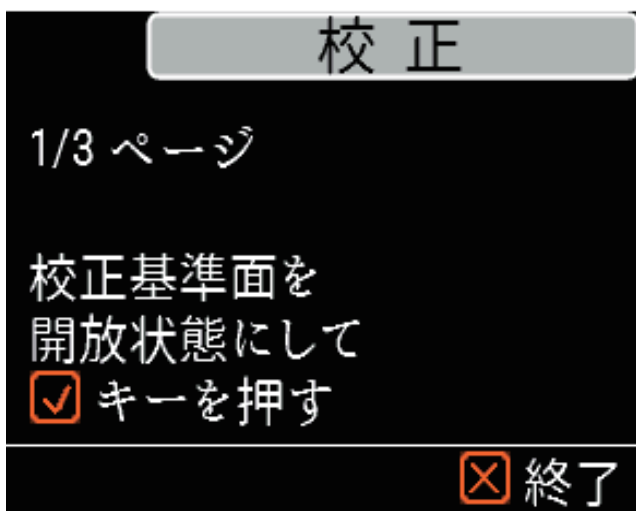 校正
1/3 ページ
校正基準面を
開放状態にして
☑ キーを押す
☒ 終了